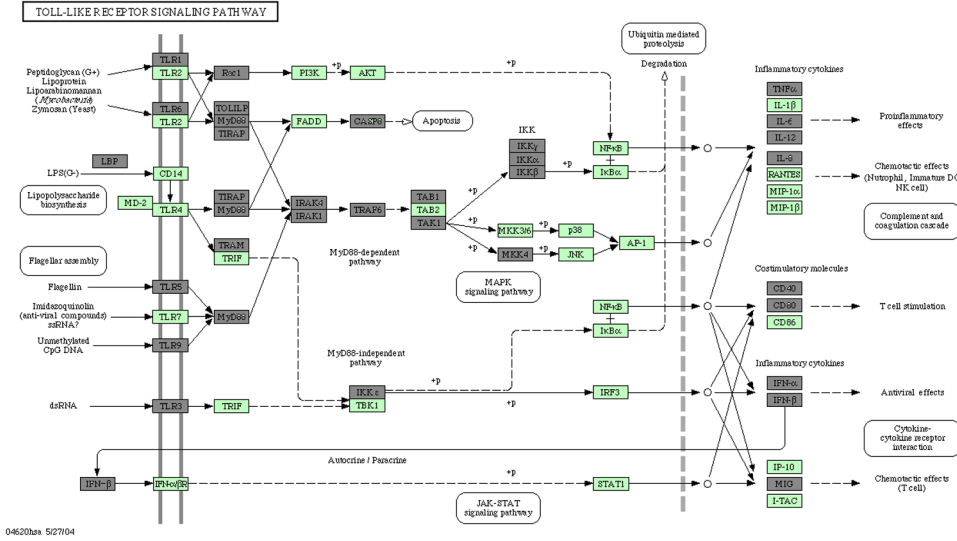 TOLL-LIKE RECEPTOR SIGNALING PATHWAY
Ubiquitin mediated
proteolysis
Degradation
Inflammatory cytokines
Peptidoglycan (G+)
Lipoprotein
Lipoarabinomannan
(Mycobacteria)
Zymosan (Yeast)
TLR1
TLR2
Rac1
PI3K
+p
AKT
+p
TLR6
TLR2
TOLILP
MyD88
TIRAP
FADD
CASP8
Apoptosis
IKK
IKKγ
IKKα
IKKβ
+p
NFκB
IκBα
TNFα
IL-1β
IL-6
IL-12
Proinflammatory
effects
IL-8
RANTES
MIP-1α
MIP-1β
Chemotactic effects
(Nutrophil, Immature DC
NK cell)
LBP
LPS(G-)
CD14
Lipopolysaccharide
biosynthesis
MD-2
TLR4
TIRAP
MyD88
IRAK4
IRAK1
TRAF6
TAB1
TAB2
TAK1
+p
+p
MKK3/6
+p
p38
+p
MKK4
+p
JNK
AP-1
Complement and
coagulation cascade
TRAM
TRIF
MyD88-dependent
pathway
MAPK
signaling pathway
Flagellar assembly
Flagellin
TLR5
Imidazoquinolin
(anti-viral compounds)
ssRNA?
TLR7
MyD88
Unmethylated
CpG DNA
TLR9
NFκB
IκBα
Costimulatory molecules
CD40
CD80
CD86
T cell stimulation
MyD88-independent
pathway
+p
Inflammatory cytokines
IFN-α
IFN-β
Antiviral effects
dsRNA
TLR3
TRIF
IKKε
TBK1
+p
IRF3
Cytokine-
cytokine receptor
interaction
Autocrine / Paracrine
IFN-β
IFN-α/βR
+p
STAT1
JAK-STAT
signaling pathway
IP-10
MIG
I-TAC
Chemotactic effects
(T cell)
04620hsa 5/27/04